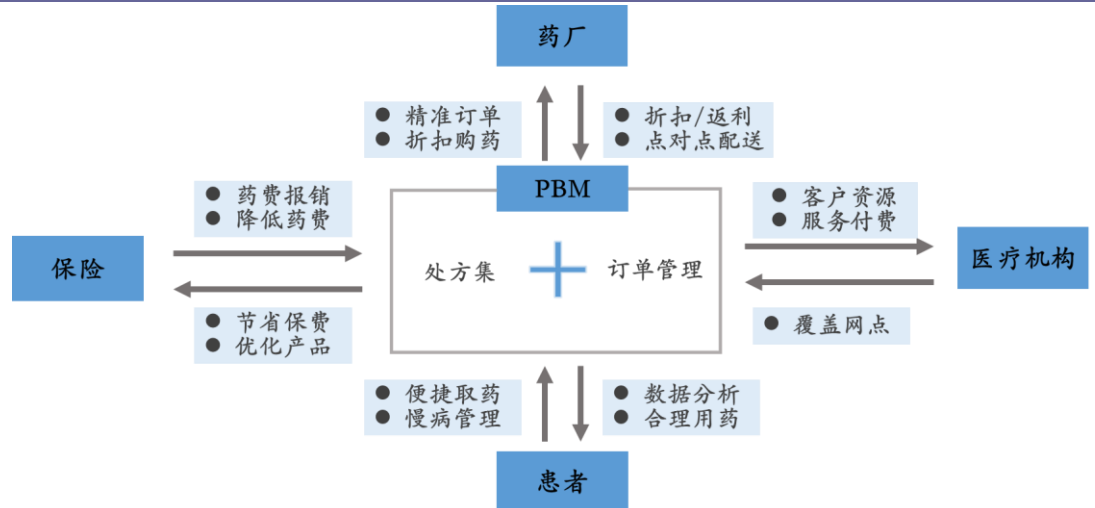 药厂
● 精准订单
● 折扣购药
● 折扣/返利
● 点对点配送
PBM
● 药费报销
● 降低药费
● 客户资源
● 服务付费
保险
处方集
订单管理
医疗机构
● 节省保费
● 优化产品
● 覆盖网点
● 便捷取药
● 慢病管理
● 数据分析
● 合理用药
患者